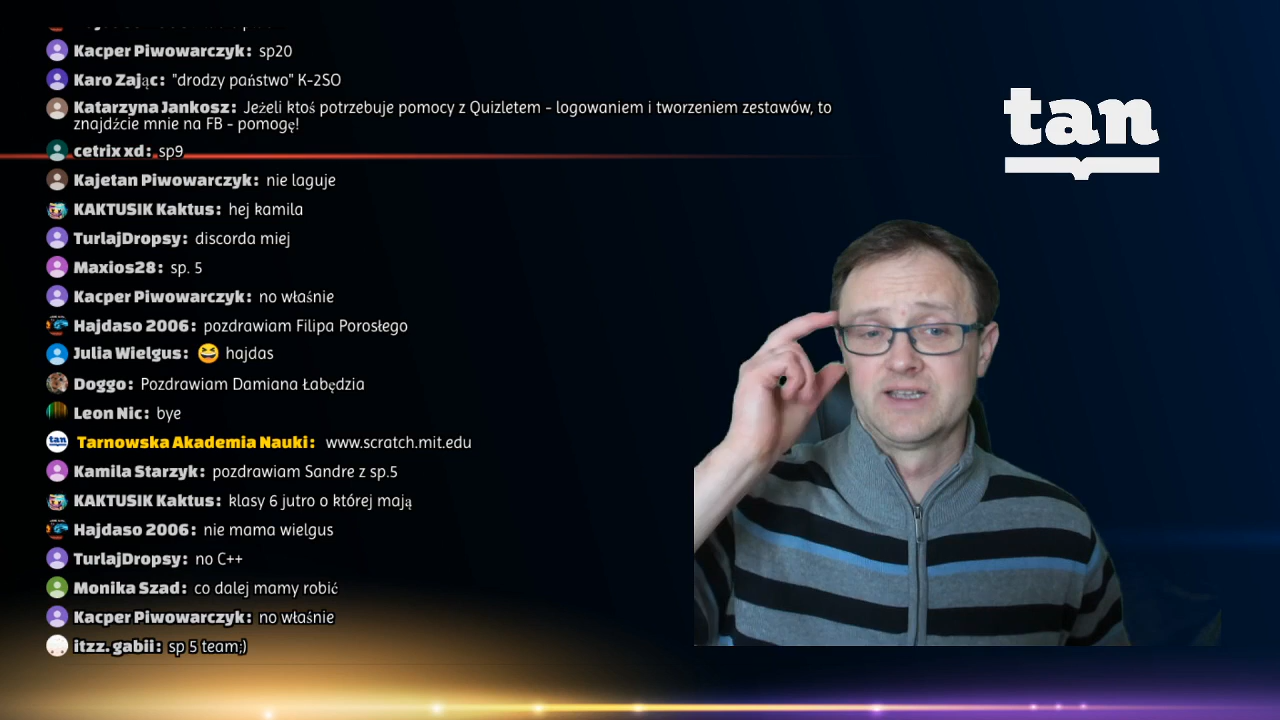 Kacper Piwowarczyk: sp20
Karo Zając: "drodzy państwo" K-2SO
Katarzyna Jankosz: Jeżeli ktoś potrzebuje pomocy z Quizletem - logowaniem i tworzeniem zestawów, to
znajdźcie mnie na FB - pomogę!
cetrix xd: sp9
Kajetan Piwowarczyk: nie laguje
KAKTUSIK Kaktus: hej kamila
TurlajDropsy: discorda miej
Maxios28: sp. 5
Kacper Piwowarczyk: no właśnie
Hajdaso 2006: pozdrawiam Filipa Porosłego
Julia Wielgus: 😆 hajdas
Doggo: Pozdrawiam Damiana Łabędzia
Leon Nic: bye
tan Tarnowska Akademia Nauki: www.scratch.mit.edu
Kamila Starzyk: pozdrawiam Sandre z sp.5
KAKTUSIK Kaktus: klasy 6 jutro o której mają
Hajdaso 2006: nie mama wielgus
TurlajDropsy: no C++
Monika Szad: co dalej mamy robić
Kacper Piwowarczyk: no właśnie
itzz. gabii: sp 5 team;)
tan